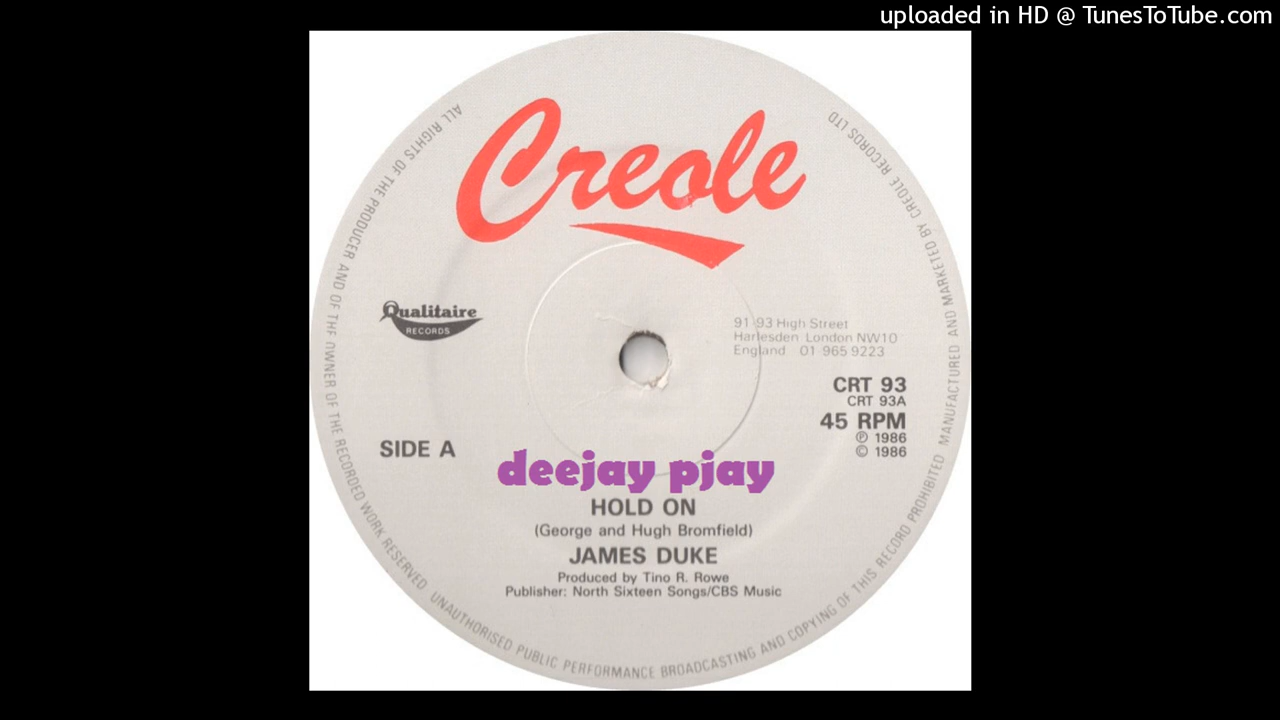 uploaded in HD @ TunesToTube.com
Creole
Qualitaire
RECORDS
91-93 High Street
Harlesden London NW10
England 01 965 9223
CRT 93
CRT 93A
45 RPM
℗ 1986
© 1986
SIDE A
deejay pjay
HOLD ON
(George and Hugh Bromfield)
JAMES DUKE
Produced by Tino R. Rowe
Publisher: North Sixteen Songs/CBS Music
ALL RIGHTS OF THE PRODUCER AND OF THE OWNER OF THE RECORDED WORK RESERVED UNAUTHORISED PUBLIC PERFORMANCE BROADCASTING AND COPYING OF THIS RECORD PROHIBITED MANUFACTURED AND MARKETED BY CREOLE RECORDS LTD